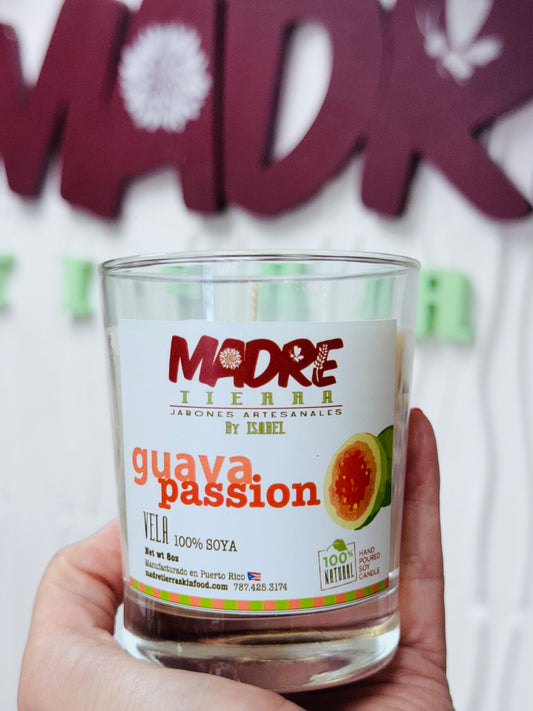 MADR
MADRE
TIERRA
JABONES ARTESANALES
By ISABEL
guava
passion
VELA 100% SOYA
Net wt 8oz
Manufacturado en Puerto Rico
madretierraskinfood.com 787.425.3174
100%
NATURAL
HAND
POURED
SOY
CANDLE